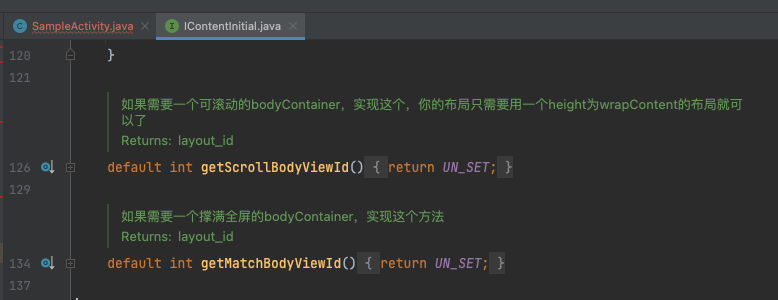 SampleActivity.java IContentInitial.java
120 }
121
如果需要一个可滚动的bodyContainer，实现这个，你的布局只需要用一个height为wrapContent的布局就可
以了
Returns: layout_id
126 default int getScrollBodyViewId() { return UN_SET; }
129
如果需要一个撑满全屏的bodyContainer，实现这个方法
Returns: layout_id
134 default int getMatchBodyViewId() { return UN_SET; }
137